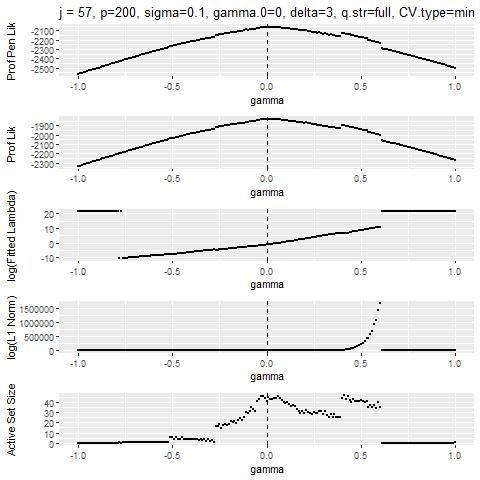 j = 57, p=200, sigma=0.1, gamma.0=0, delta=3, q.str=full, CV.type=min
Prof Pen Lik
-2100
-2200
-2300
-2400
-2500
-1.0 -0.5 0.0 0.5 1.0
gamma
Prof Lik
-1900
-2000
-2100
-2200
-2300
-1.0 -0.5 0.0 0.5 1.0
gamma
log(Fitted Lambda)
20
10
0
-10
-1.0 -0.5 0.0 0.5 1.0
gamma
log(L1 Norm)
1500000
1000000
500000
0
-1.0 -0.5 0.0 0.5 1.0
gamma
Active Set Size
40
30
20
10
0
-1.0 -0.5 0.0 0.5 1.0
gamma